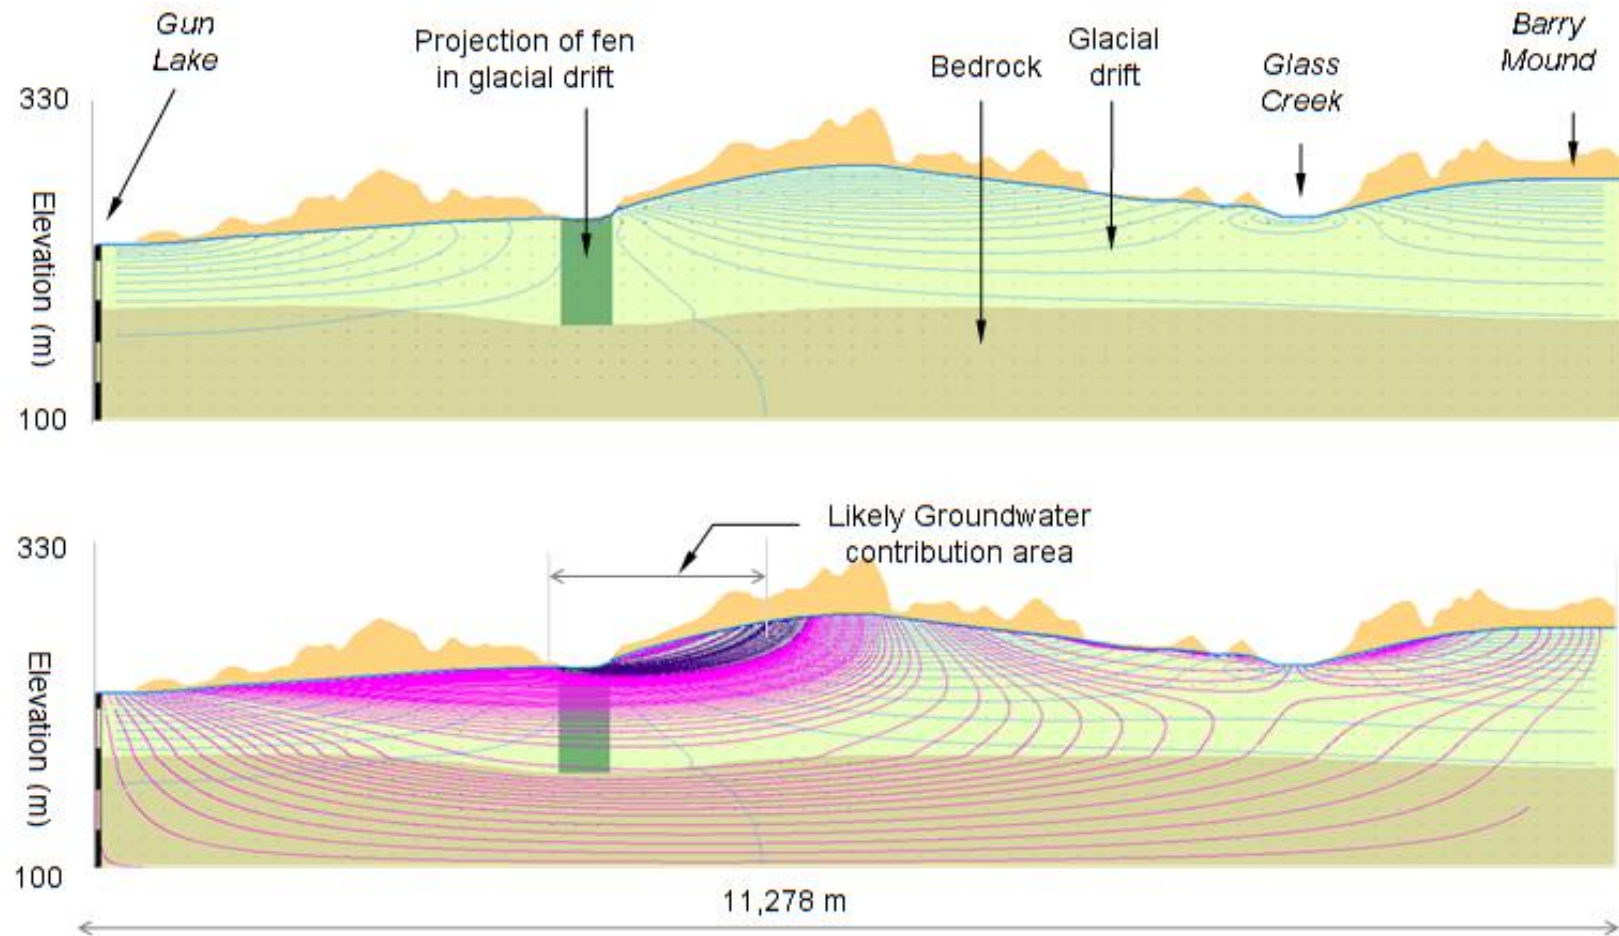 Gun
Lake
Projection of fen
in glacial drift
Bedrock
Glacial
drift
Glass
Creek
Barry
Mound
330
Elevation (m)
100
Likely Groundwater
contribution area
330
Elevation (m)
100
11,278 m